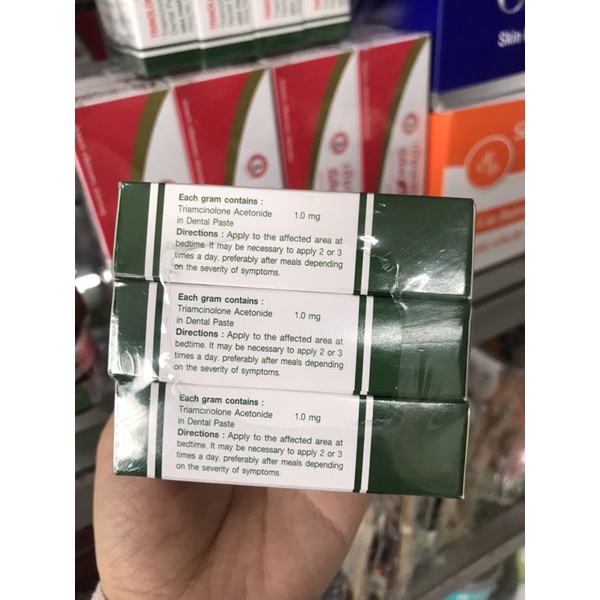 Skin
Each gram contains :
Triamcinolone Acetonide 1.0 mg
in Dental Paste
Directions : Apply to the affected area at
bedtime. It may be necessary to apply 2 or 3
times a day, preferably after meals depending
on the severity of symptoms.
Each gram contains :
Triamcinolone Acetonide 1.0 mg
in Dental Paste
Directions : Apply to the affected area at
bedtime. It may be necessary to apply 2 or 3
times a day, preferably after meals depending
on the severity of symptoms.
Each gram contains :
Triamcinolone Acetonide 1.0 mg
in Dental Paste
Directions : Apply to the affected area at
bedtime. It may be necessary to apply 2 or 3
times a day, preferably after meals depending
on the severity of symptoms.